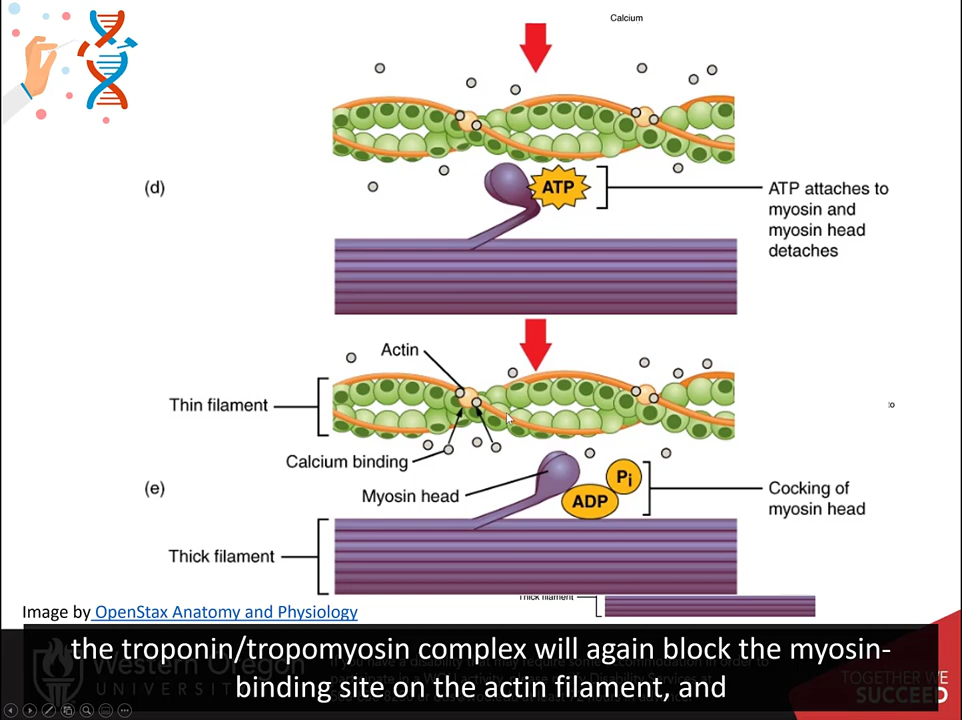 Calcium
(d)
ATP
ATP attaches to
myosin and
myosin head
detaches
Actin
Thin filament
Calcium binding
(e)
Myosin head
Pi
ADP
Cocking of
myosin head
Thick filament
Thick filament
Image by OpenStax Anatomy and Physiology
the troponin/tropomyosin complex will again block the myosin-
binding site on the actin filament, and
Western Oregon
UNIVERSITY
TOGETHER WE
SUCCEED